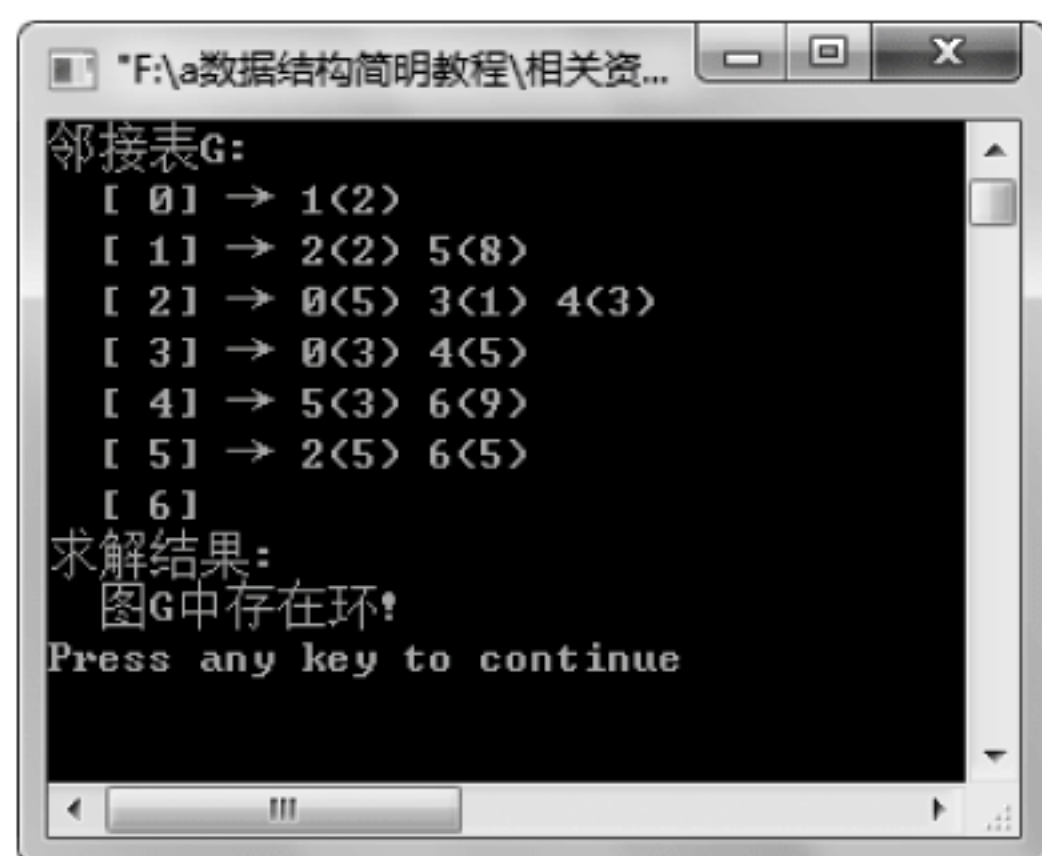 "F:\a数据结构简明教程\相关资...
邻接表G:
[ 0] → 1(2)
[ 1] → 2(2) 5(8)
[ 2] → 0(5) 3(1) 4(3)
[ 3] → 0(3) 4(5)
[ 4] → 5(3) 6(9)
[ 5] → 2(5) 6(5)
[ 6]
求解结果:
图G中存在环!
Press any key to continue